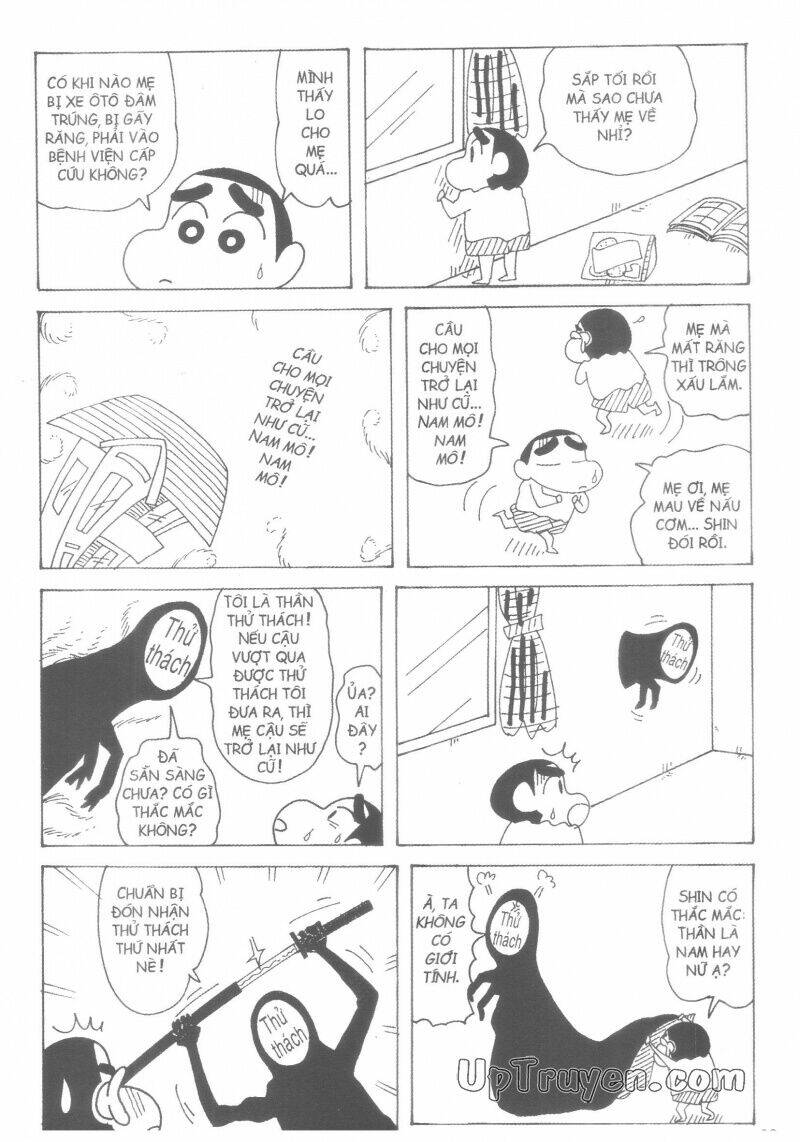 SẮP TỐI RỒI
MÀ SAO CHƯA
THẤY MẸ VỀ
NHỈ?
MÌNH
THẤY
LO
CHO
MẸ
QUÁ...
CÓ KHI NÀO MẸ
BỊ XE ÔTÔ ĐÂM
TRÚNG, BỊ GÃY
RĂNG, PHẢI VÀO
BỆNH VIỆN CẤP
CỨU KHÔNG?
MẸ MÀ
MẤT RĂNG
THÌ TRÔNG
XẤU LẮM.
MẸ ƠI, MẸ
MAU VỀ NẤU
CƠM... SHIN
ĐÓI RỒI.
CẦU
CHO MỌI
CHUYỆN
TRỞ LẠI
NHƯ CŨ...
NAM MÔ!
NAM
MÔ!
CẦU
CHO MỌI
CHUYỆN
TRỞ LẠI
NHƯ CŨ...
NAM MÔ!
NAM
MÔ!
Thử
thách
ỦA?
AI
ĐÂY
?
TÔI LÀ THẦN
THỬ THÁCH!
NẾU CẬU
VƯỢT QUA
ĐƯỢC THỬ
THÁCH TÔI
ĐƯA RA, THÌ
MẸ CẬU SẼ
TRỞ LẠI NHƯ
CŨ!
Thử
thách
ĐÃ
SẴN SÀNG
CHƯA? CÓ GÌ
THẮC MẮC
KHÔNG?
SHIN CÓ
THẮC MẮC:
THẦN LÀ
NAM HAY
NỮ Ạ?
Thử
thách
À, TA
KHÔNG
CÓ
GIỚI
TÍNH.
CHUẨN BỊ
ĐÓN NHẬN
THỬ THÁCH
THỨ NHẤT
NÈ!
Thử
thách
UpTruyen.com